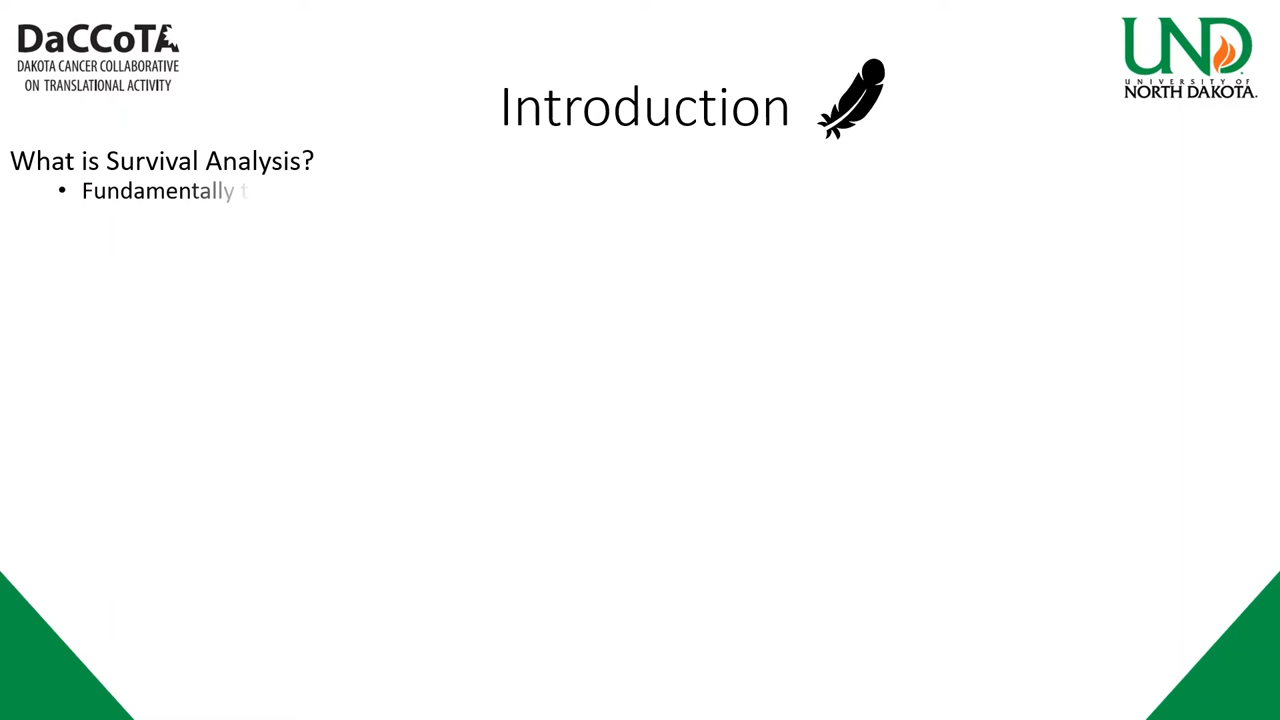 DaCCoTA
DAKOTA CANCER COLLABORATIVE
ON TRANSLATIONAL ACTIVITY
UND
UNIVERSITY OF
NORTH DAKOTA.
Introduction
What is Survival Analysis?
• Fundamentally t